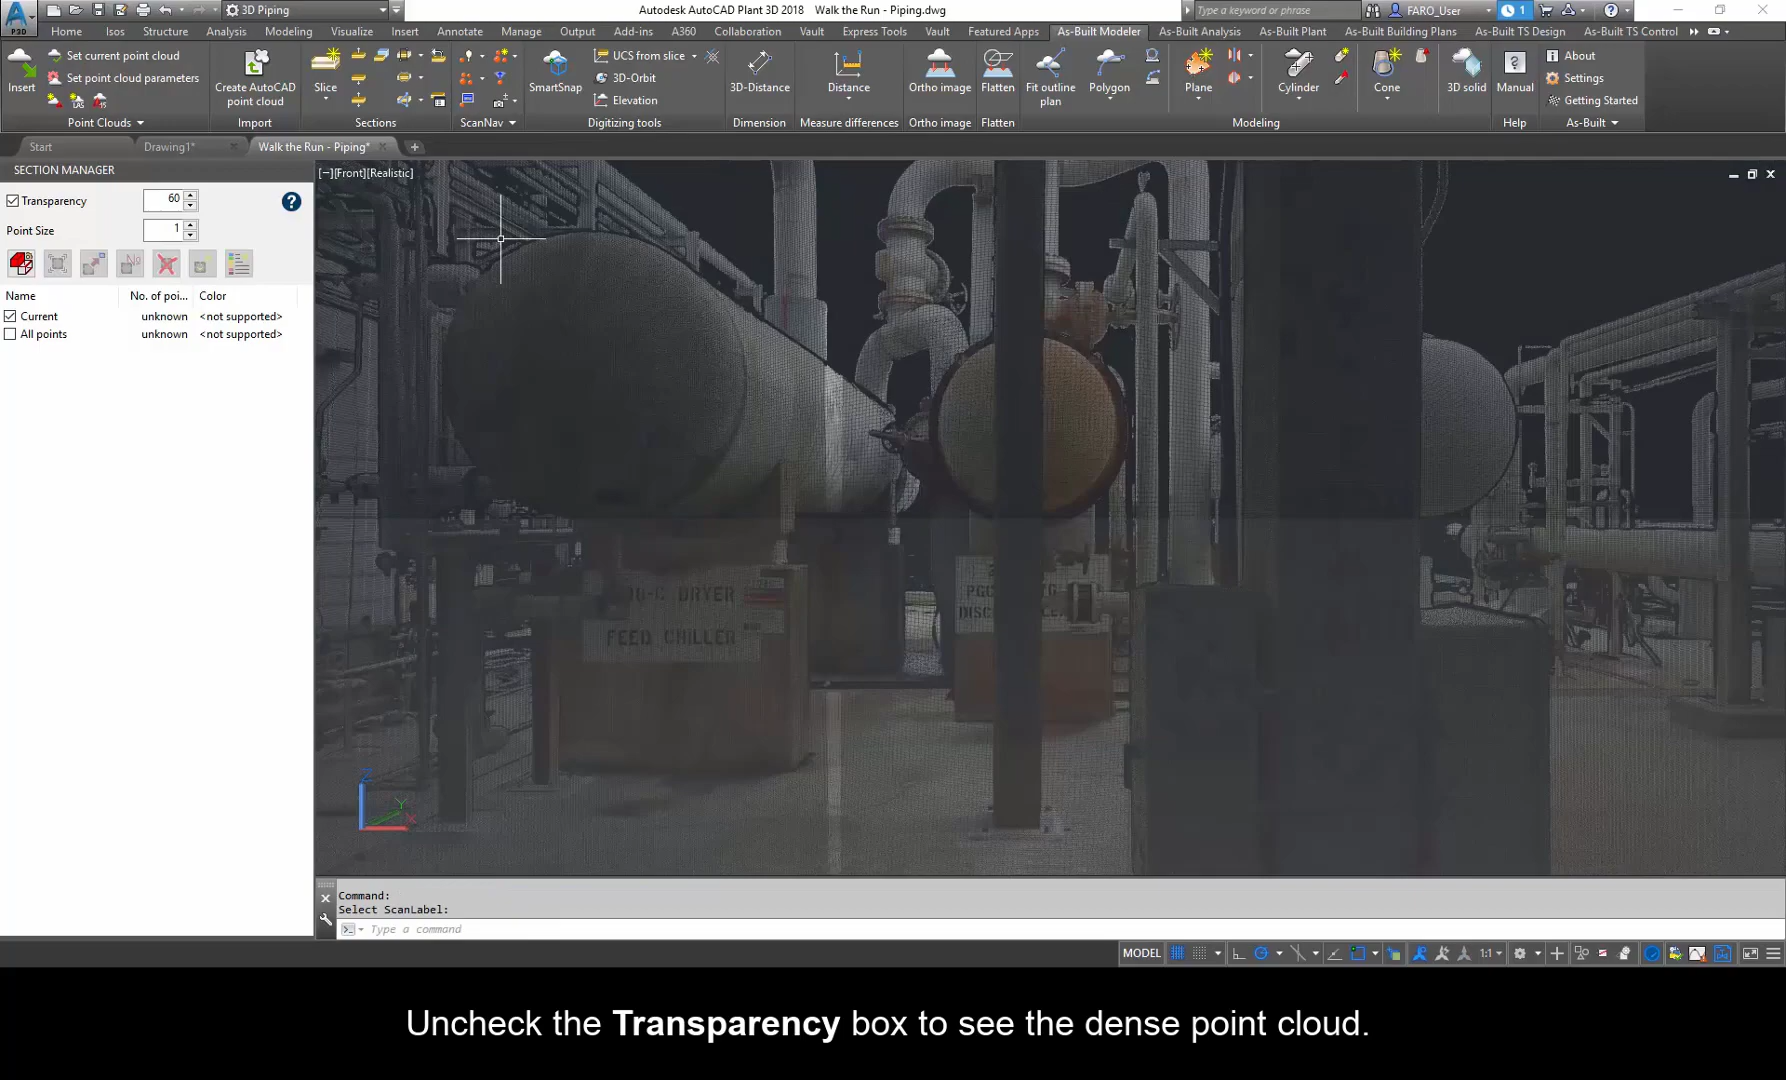 Autodesk AutoCAD Plant 3D 2018 Walk the Run - Piping.dwg
3D Piping
Type a keyword or phrase
FARO_User
1
P3D
Home Insert Isos Structure Analysis Modeling Visualize Insert Annotate Manage Output Add-ins A360 Collaboration Vault Express Tools Vault Featured Apps As-Built Modeler As-Built Analysis As-Built Plant As-Built Building Plans As-Built TS Design As-Built TS Control
Insert
Set current point cloud
Set point cloud parameters
Point Clouds
Create AutoCAD point cloud
Import
Slice
Sections
ScanNav
SmartSnap
UCS from slice
3D-Orbit
Elevation
Digitizing tools
3D-Distance
Dimension
Distance
Measure differences
Ortho image
Ortho image
Flatten
Flatten
Fit outline plan
Polygon
Plane
Cylinder
Cone
3D solid
Modeling
Manual
Help
About
Settings
Getting Started
As-Built
Start
Drawing1*
Walk the Run - Piping*
SECTION MANAGER
Transparency 60
Point Size 1
Name No. of poi... Color
Current unknown <not supported>
All points unknown <not supported>
[−][Front][Realistic]
DRYER
FEED CHILLER
Command:
Select ScanLabel:
Type a command
MODEL
1:1
Uncheck the Transparency box to see the dense point cloud.